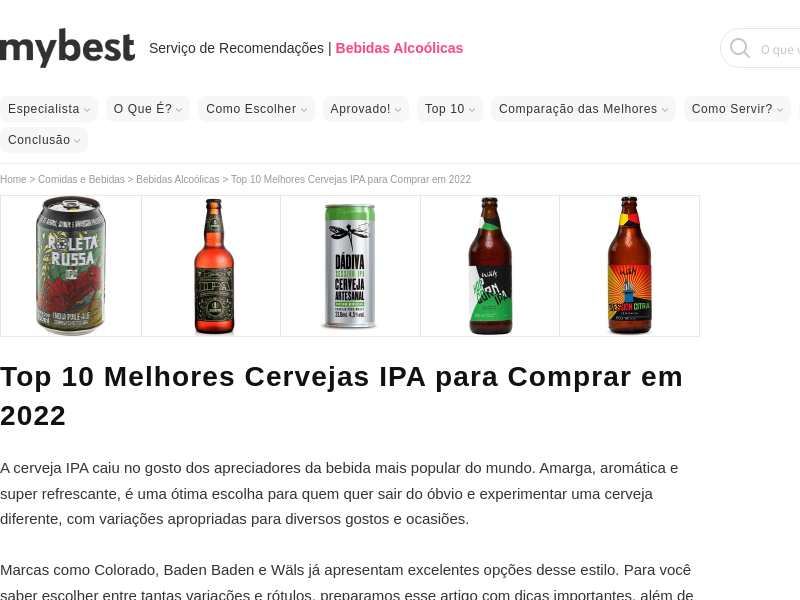 mybest Serviço de Recomendações | Bebidas Alcoólicas
O que v
Especialista O Que É? Como Escolher Aprovado! Top 10 Comparação das Melhores Como Servir?
Conclusão
Home > Comidas e Bebidas > Bebidas Alcoólicas > Top 10 Melhores Cervejas IPA para Comprar em 2022
ROLETA
RUSSA
IPA
INDIA PALE ALE
IPA
DÁDIVA
SESSION IPA
CERVEJA
ARTESANAL
310ml 4,5%
Wäls
HOP
CORN
IPA
Wäls
SESSION CITRA
Top 10 Melhores Cervejas IPA para Comprar em
2022
A cerveja IPA caiu no gosto dos apreciadores da bebida mais popular do mundo. Amarga, aromática e
super refrescante, é uma ótima escolha para quem quer sair do óbvio e experimentar uma cerveja
diferente, com variações apropriadas para diversos gostos e ocasiões.
Marcas como Colorado, Baden Baden e Wäls já apresentam excelentes opções desse estilo. Para você
saber escolher entre tantas variações e rótulos, preparamos esse artigo com dicas importantes, além de